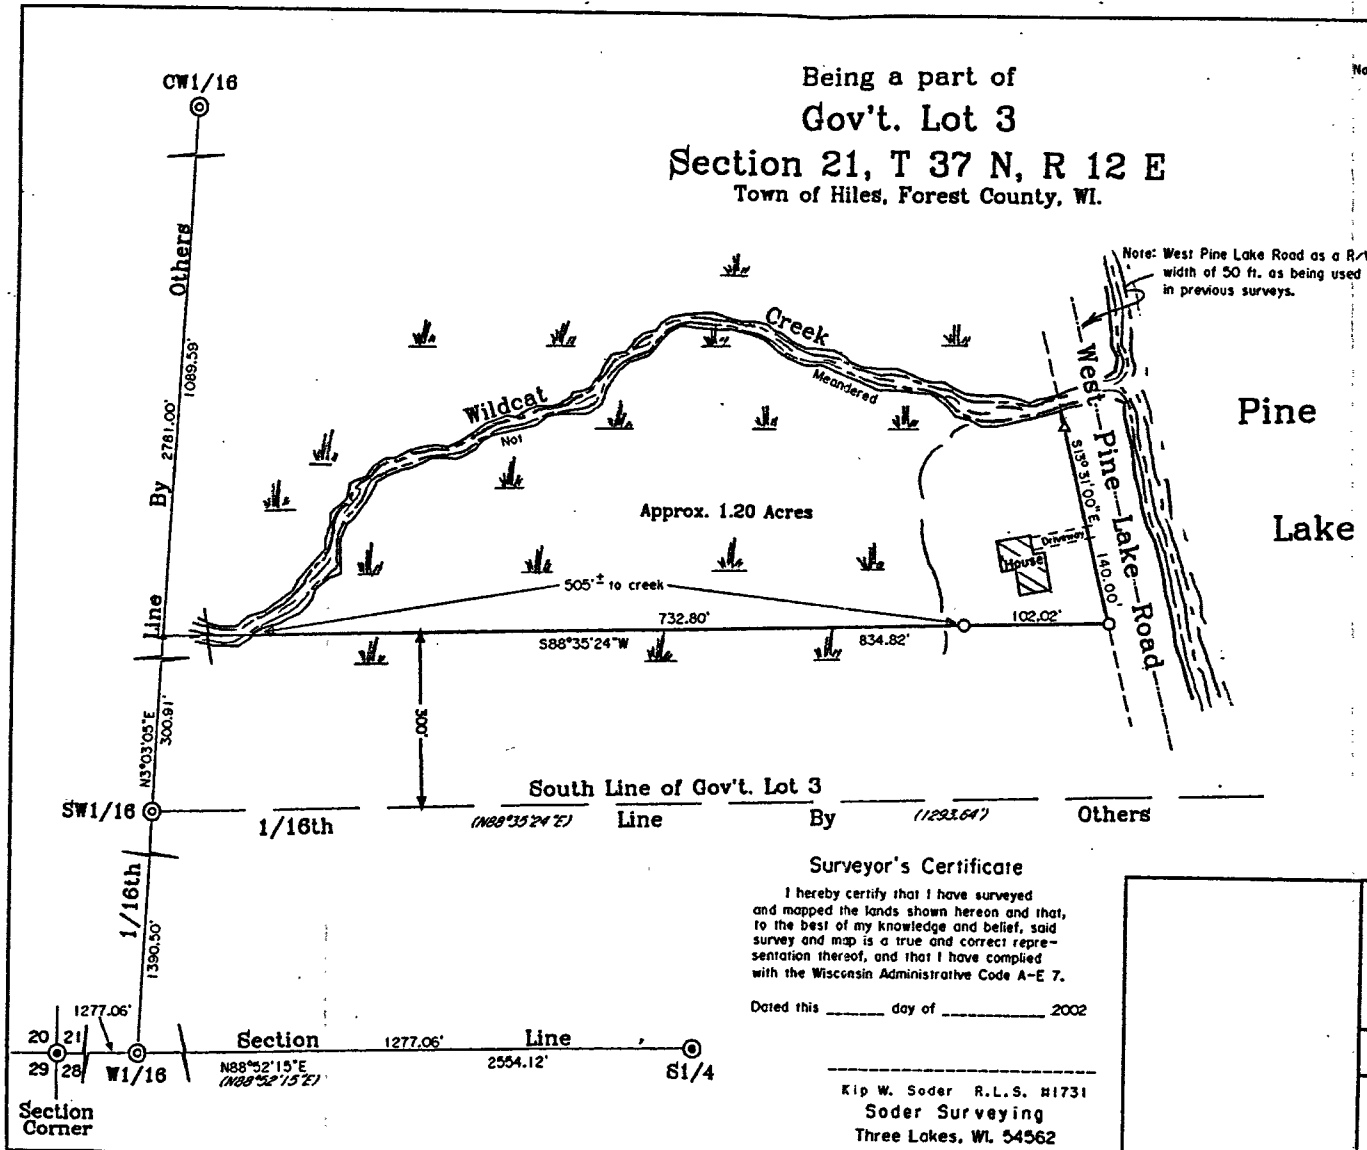 Being a part of
Gov't. Lot 3
Section 21, T 37 N, R 12 E
Town of Hiles, Forest County, WI.
CW1/16
Others
1089.59'
2781.00'
By
Line
Note: West Pine Lake Road as a R/
width of 50 ft. as being used
in previous surveys.
Creek
Meandered
Wildcat
Not
West Pine Lake Road
Pine
Lake
S13°31'00"E
140.00'
Approx. 1.20 Acres
Driveway
House
505'± to creek
732.80'
102.02'
S88°35'24"W
834.82'
300'
N3°03'05"E
300.91'
South Line of Gov't. Lot 3
SW1/16
1/16th
(N88°35'24"E)
Line
By
(1293.64')
Others
1/16th
1390.50'
Surveyor's Certificate
I hereby certify that I have surveyed
and mapped the lands shown hereon and that,
to the best of my knowledge and belief, said
survey and map is a true and correct repre-
sentation thereof, and that I have complied
with the Wisconsin Administrative Code A-E 7.
Dated this _______ day of ____________ 2002
1277.06'
20 21
29 28
W1/16
Section
1277.06'
Line
N88°52'15"E
2554.12'
(N88°52'15"E)
S1/4
Section
Corner
Kip W. Soder R.L.S. #1731
Soder Surveying
Three Lakes, WI. 54562